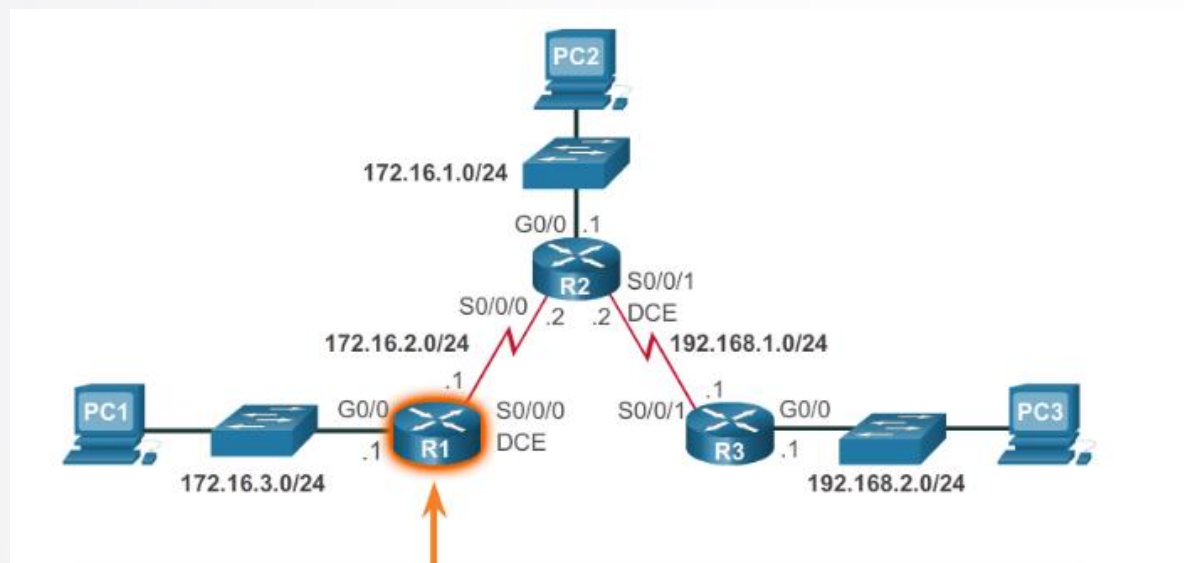 PC2
172.16.1.0/24
G0/0 .1
R2
S0/0/1
DCE
S0/0/0
.2 .2
172.16.2.0/24
192.168.1.0/24
.1
.1
PC1
G0/0
S0/0/0
DCE
.1
R1
S0/0/1
G0/0
PC3
R3
.1
172.16.3.0/24
192.168.2.0/24